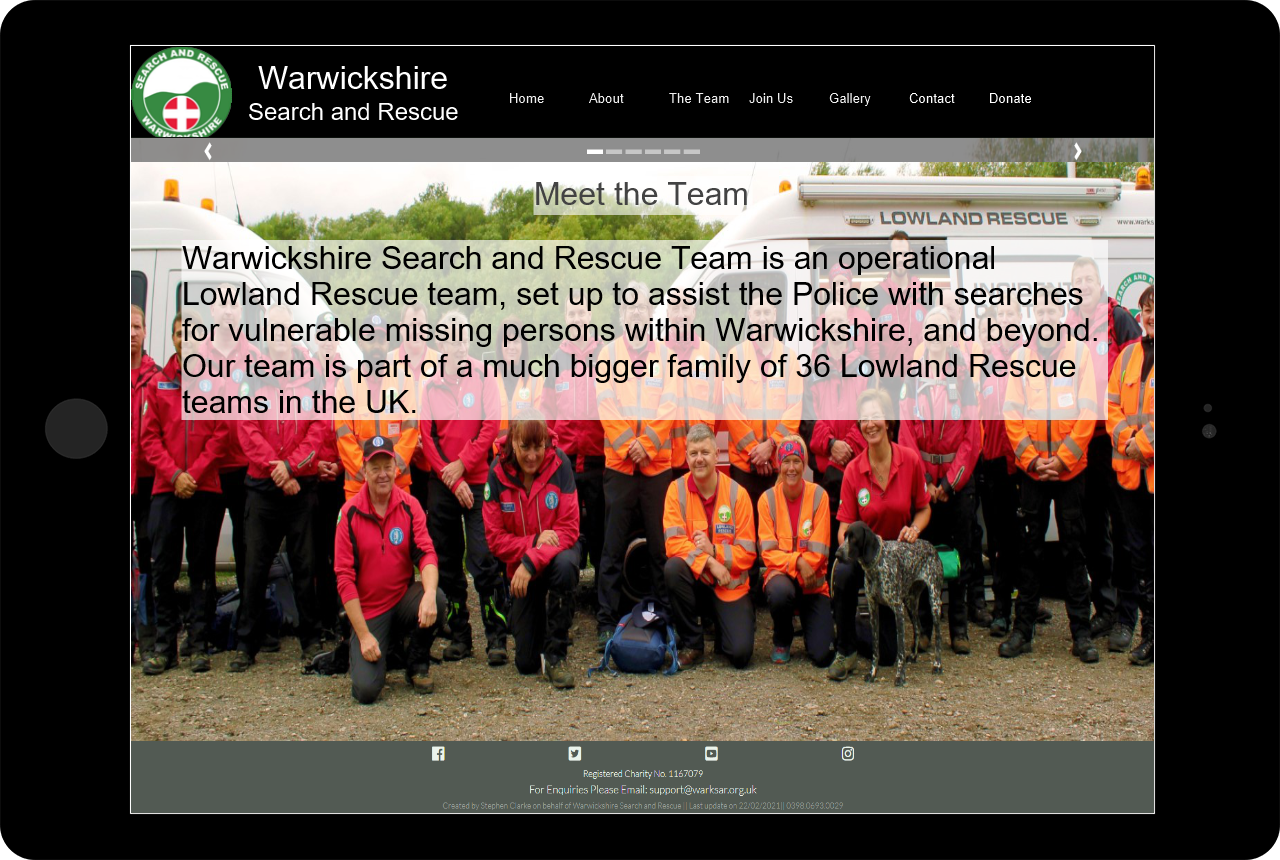 SEARCH AND RESCUE
WARWICKSHIRE
Warwickshire
Search and Rescue
Home
About
The Team
Join Us
Gallery
Contact
Donate
Meet the Team
LOWLAND RESCUE
www.warks
Warwickshire Search and Rescue Team is an operational
Lowland Rescue team, set up to assist the Police with searches
for vulnerable missing persons within Warwickshire, and beyond.
Our team is part of a much bigger family of 36 Lowland Rescue
teams in the UK.
Registered Charity No. 1167079
For Enquiries Please Email: support@warksar.org.uk
Created by Stephen Clarke on behalf of Warwickshire Search and Rescue || Last update on 22/02/2021|| 0398.0693.0029